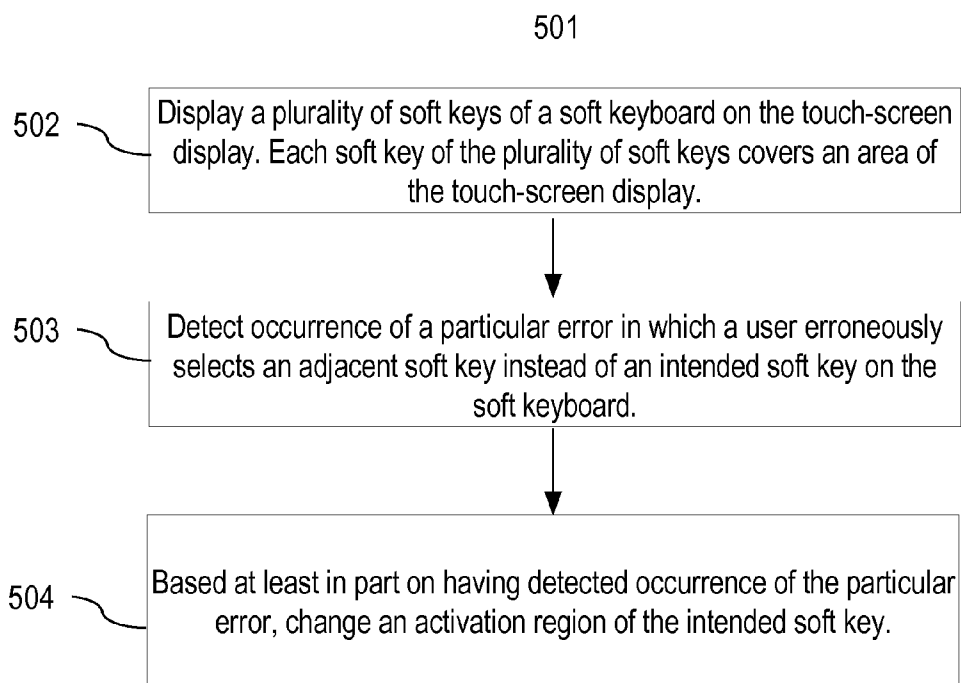 501
502
Display a plurality of soft keys of a soft keyboard on the touch-screen
display. Each soft key of the plurality of soft keys covers an area of
the touch-screen display.
503
Detect occurrence of a particular error in which a user erroneously
selects an adjacent soft key instead of an intended soft key on the
soft keyboard.
504
Based at least in part on having detected occurrence of the particular
error, change an activation region of the intended soft key.